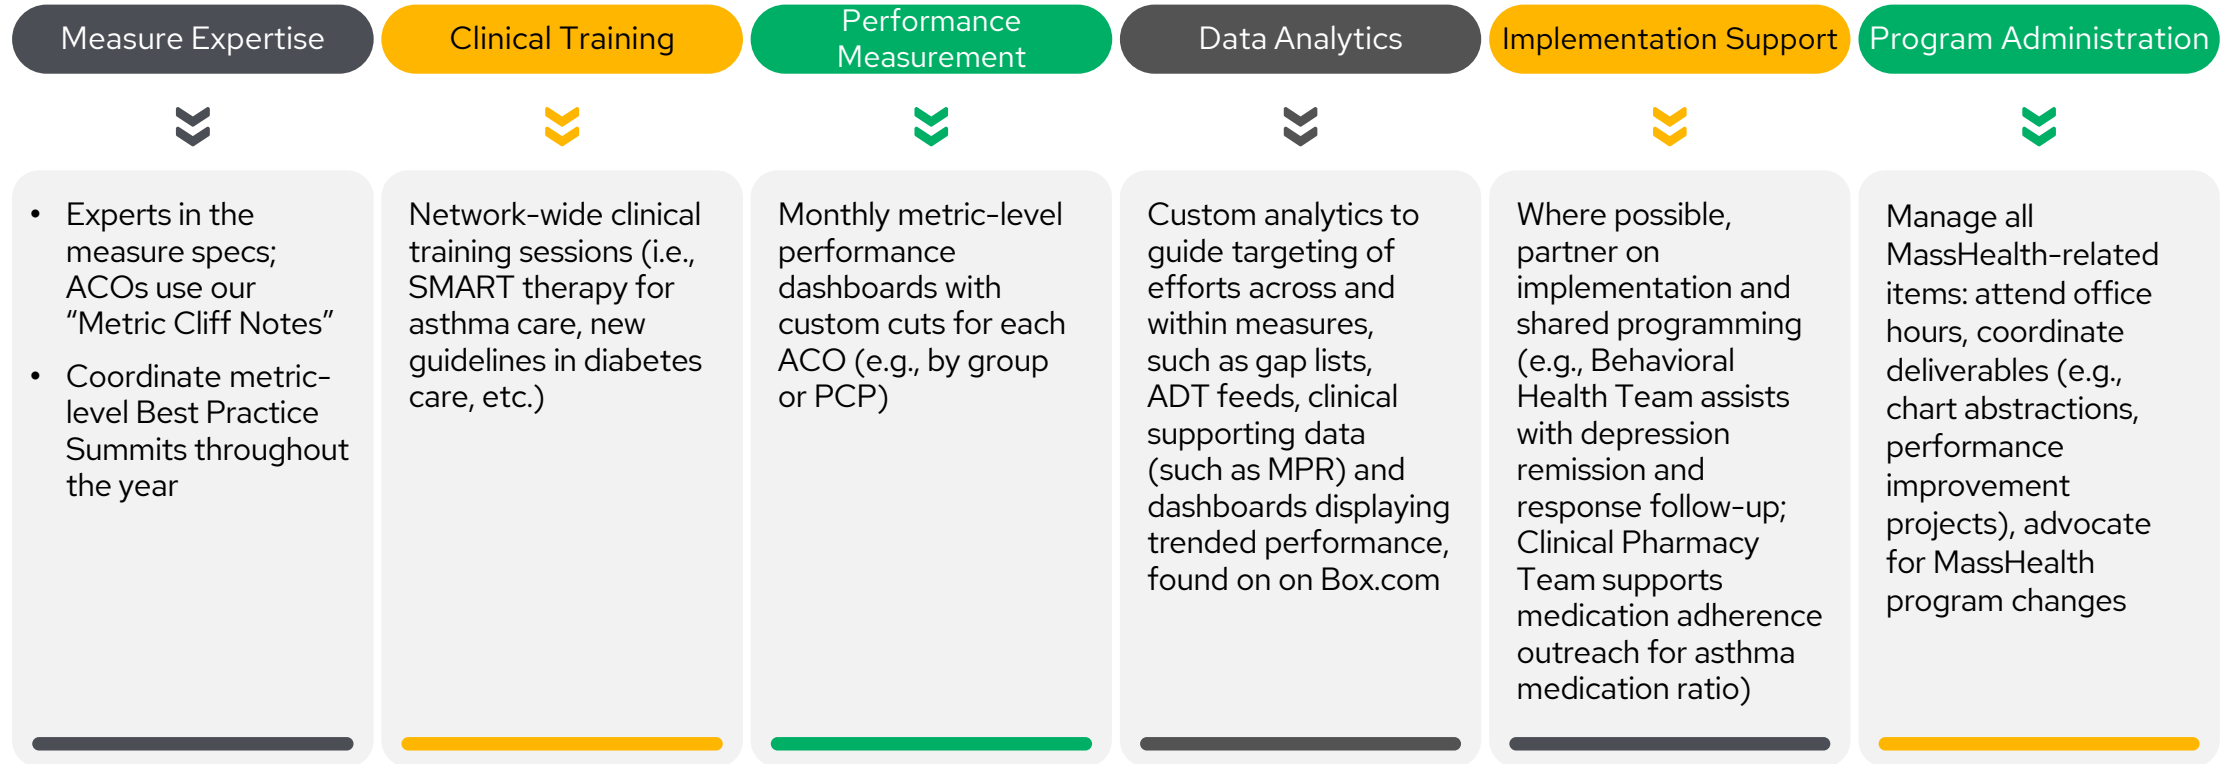 Measure Expertise
Clinical Training
Performance
Measurement
Data Analytics
Implementation Support
Program Administration
• Experts in the
measure specs;
ACOs use our
“Metric Cliff Notes”
• Coordinate metric-
level Best Practice
Summits throughout
the year
Network-wide clinical
training sessions (i.e.,
SMART therapy for
asthma care, new
guidelines in diabetes
care, etc.)
Monthly metric-level
performance
dashboards with
custom cuts for each
ACO (e.g., by group
or PCP)
Custom analytics to
guide targeting of
efforts across and
within measures,
such as gap lists,
ADT feeds, clinical
supporting data
(such as MPR) and
dashboards displaying
trended performance,
found on on Box.com
Where possible,
partner on
implementation and
shared programming
(e.g., Behavioral
Health Team assists
with depression
remission and
response follow-up;
Clinical Pharmacy
Team supports
medication adherence
outreach for asthma
medication ratio)
Manage all
MassHealth-related
items: attend office
hours, coordinate
deliverables (e.g.,
chart abstractions,
performance
improvement
projects), advocate
for MassHealth
program changes